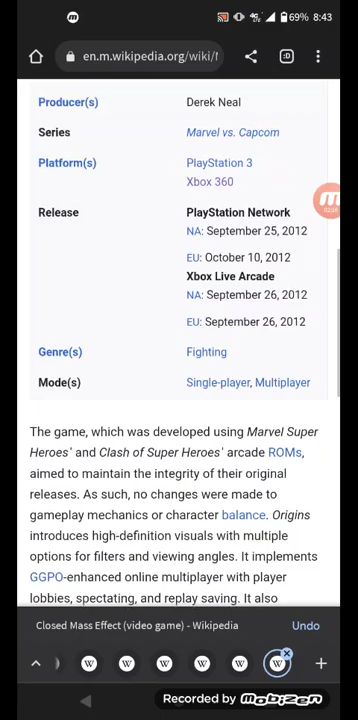 69% 8:43
en.m.wikipedia.org/wiki/
:D
Producer(s) Derek Neal
Series Marvel vs. Capcom
Platform(s) PlayStation 3
Xbox 360
Release PlayStation Network
NA: September 25, 2012
EU: October 10, 2012
Xbox Live Arcade
NA: September 26, 2012
EU: September 26, 2012
Genre(s) Fighting
Mode(s) Single-player, Multiplayer
The game, which was developed using Marvel Super
Heroes' and Clash of Super Heroes' arcade ROMs,
aimed to maintain the integrity of their original
releases. As such, no changes were made to
gameplay mechanics or character balance. Origins
introduces high-definition visuals with multiple
options for filters and viewing angles. It implements
GGPO-enhanced online multiplayer with player
lobbies, spectating, and replay saving. It also
Closed Mass Effect (video game) - Wikipedia Undo
W W W W W W
Recorded by mobizen